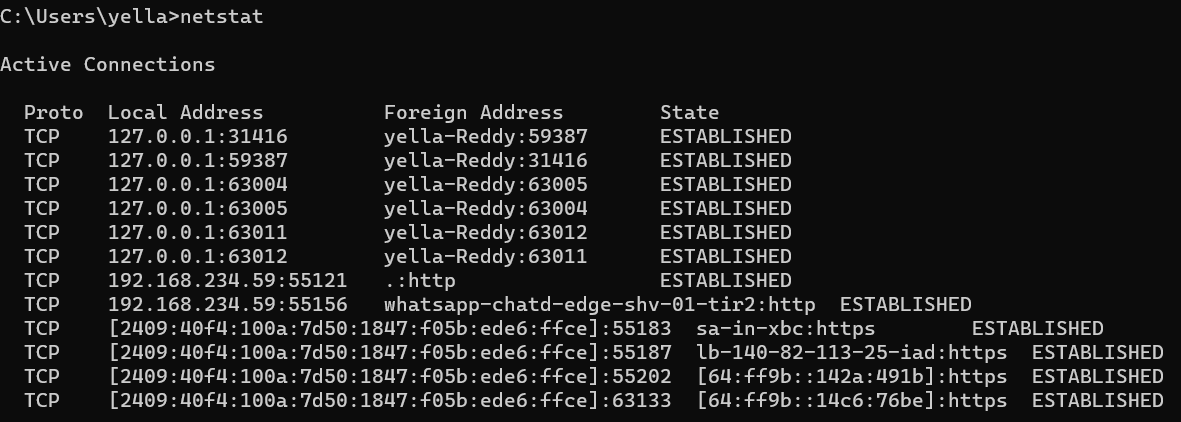 C:\Users\yella>netstat
Active Connections
Proto  Local Address          Foreign Address        State
TCP    127.0.0.1:31416        yella-Reddy:59387      ESTABLISHED
TCP    127.0.0.1:59387        yella-Reddy:31416      ESTABLISHED
TCP    127.0.0.1:63004        yella-Reddy:63005      ESTABLISHED
TCP    127.0.0.1:63005        yella-Reddy:63004      ESTABLISHED
TCP    127.0.0.1:63011        yella-Reddy:63012      ESTABLISHED
TCP    127.0.0.1:63012        yella-Reddy:63011      ESTABLISHED
TCP    192.168.234.59:55121   .:http                 ESTABLISHED
TCP    192.168.234.59:55156   whatsapp-chatd-edge-shv-01-tir2:http  ESTABLISHED
TCP    [2409:40f4:100a:7d50:1847:f05b:ede6:ffce]:55183  sa-in-xbc:https        ESTABLISHED
TCP    [2409:40f4:100a:7d50:1847:f05b:ede6:ffce]:55187  lb-140-82-113-25-iad:https  ESTABLISHED
TCP    [2409:40f4:100a:7d50:1847:f05b:ede6:ffce]:55202  [64:ff9b::142a:491b]:https  ESTABLISHED
TCP    [2409:40f4:100a:7d50:1847:f05b:ede6:ffce]:63133  [64:ff9b::14c6:76be]:https  ESTABLISHED